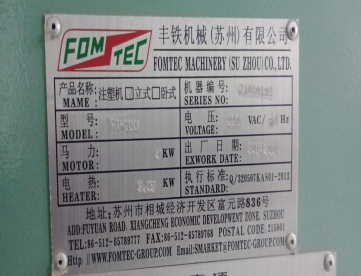 FOMTEC
丰铁机械(苏州)有限公司
FOMTEC MACHINERY (SU ZHOU)CO.,LTD.
产品名称: 注塑机□立式□卧式
NAME:
机器编号:
SERIES NO.
型 号:
MODEL:
电 压:
VOLTAGE: VAC/ HZ
马 力:
MOTOR KW
出 厂 日 期
EXWORK DATE:
电 热:
HEATER: KW
执行标准:
STANDARD: Q/320507KAS01-2013
地址:苏州市相城经济开发区富元路836号
ADD:FUYUAN ROAD, XIANGCHENG ECONOMIC DEVELOPMENT ZONE, SUZHOU
TEL:86-512-65789777 FAX:86-512-65789768 POSTAL CODE.215001
HTTP://WWW.FOMTEC-GROUP.COM Email:SMARKET@FOMTEC-GROUP.COM